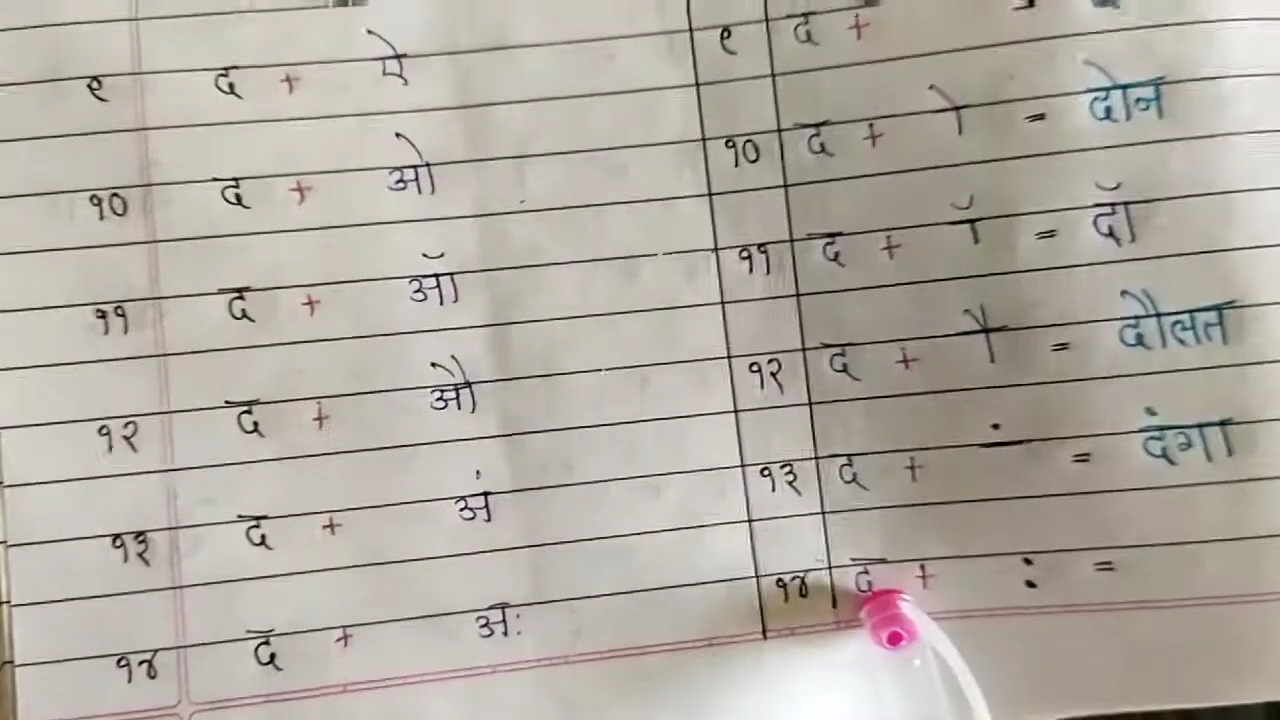 ९ द + ऐ
१० द + ओ
११ द + ऑ
१२ द + औ
१३ द + अं
१४ द + अः
९ द +
१० द + ो = दोन
११ द + ॉ = दॉ
१२ द + ौ = दौलत
१३ द + ं = दंगा
१४ द + ः =